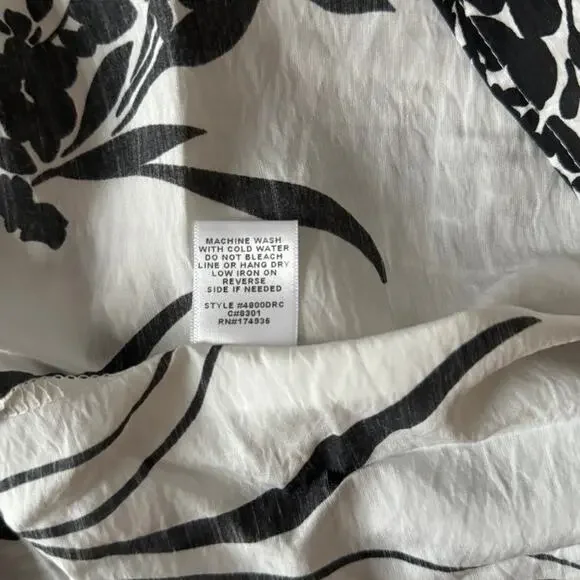 MACHINE WASH
WITH COLD WATER
DO NOT BLEACH
LINE OR HANG DRY
LOW IRON ON
REVERSE
SIDE IF NEEDED
STYLE #4800DRC
C#8301
RN#174936